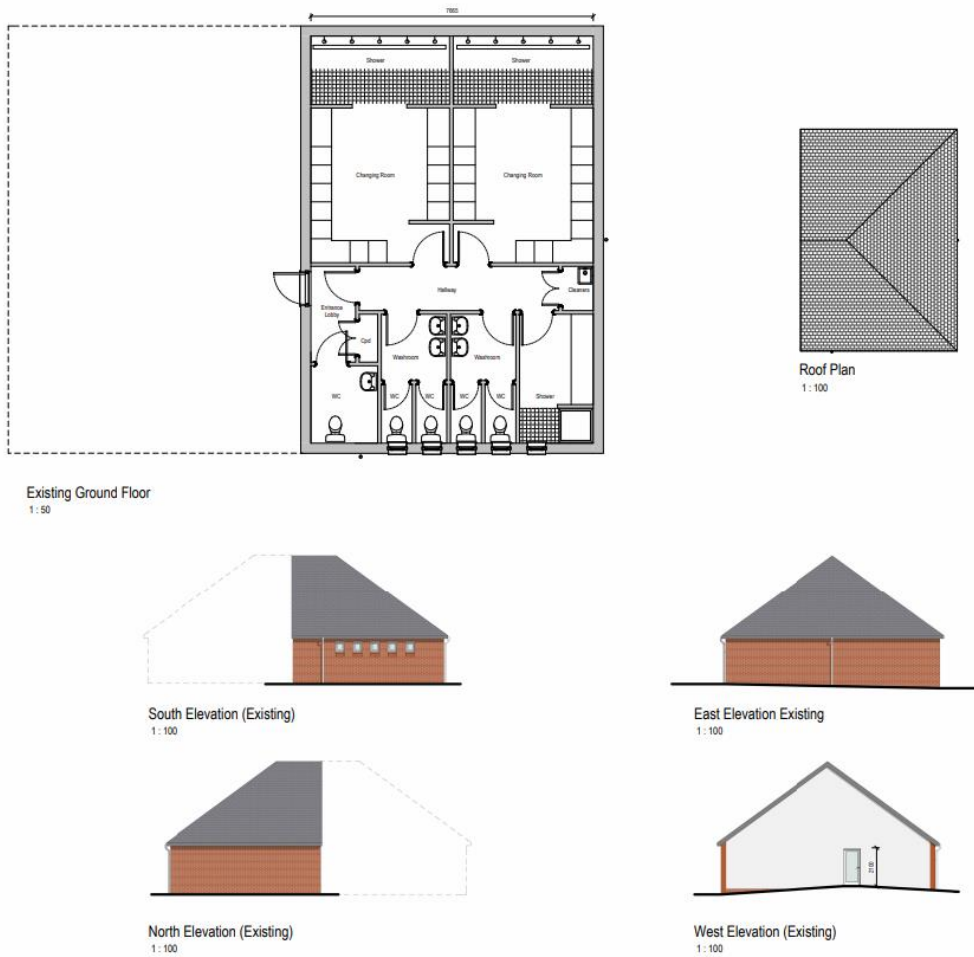 7883
Shower
Shower
Changing Room
Changing Room
Hallway
Cleaners
Entrance
Lobby
Cpd
Washroom
Washroom
WC
WC
WC
WC
WC
Shower
Roof Plan
1 : 100
Existing Ground Floor
1 : 50
South Elevation (Existing)
1 : 100
East Elevation Existing
1 : 100
2100
North Elevation (Existing)
1 : 100
West Elevation (Existing)
1 : 100